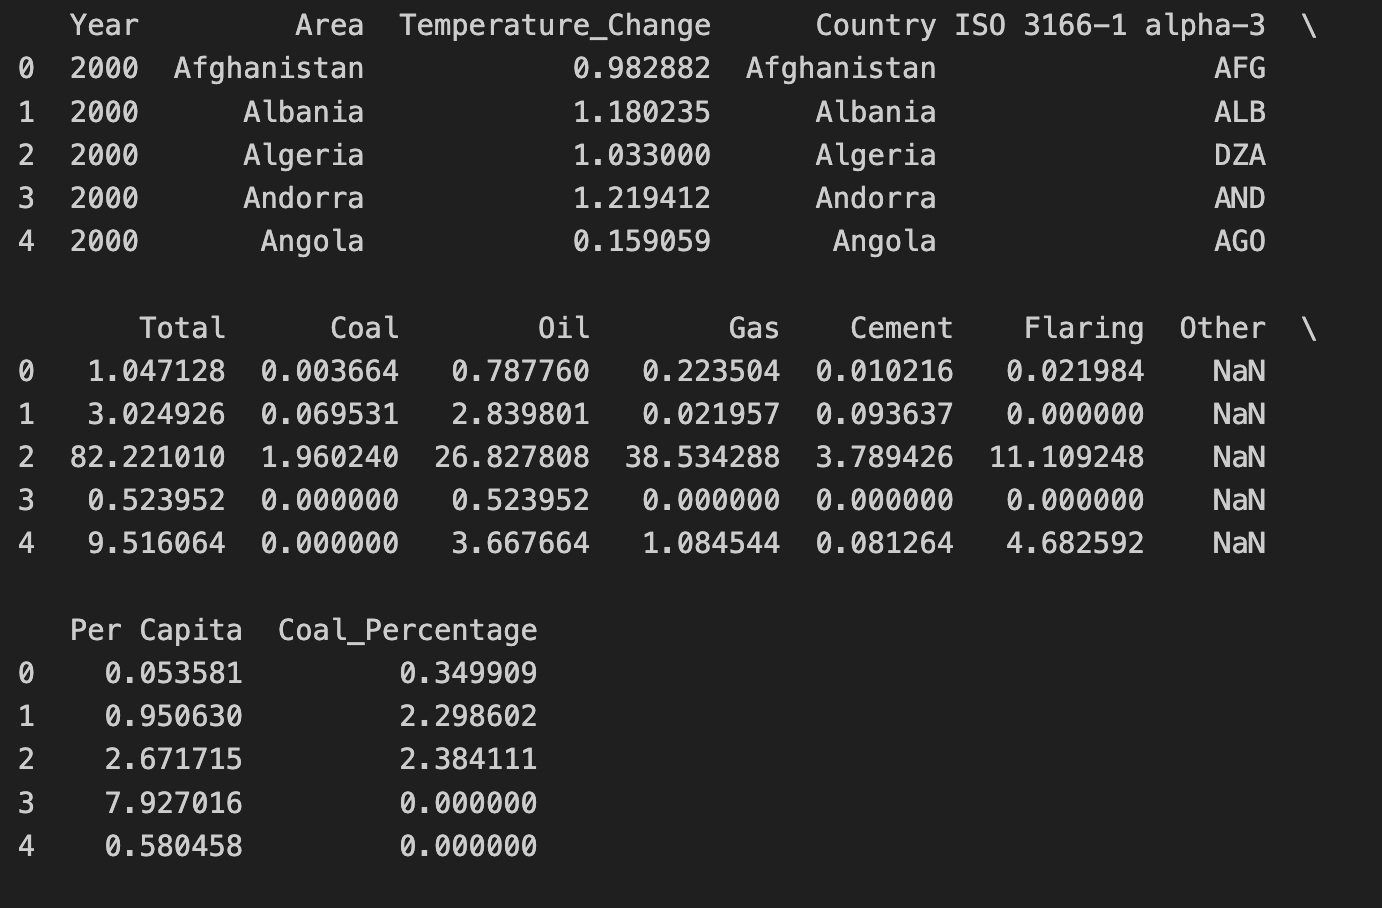 Year Area Temperature_Change Country ISO 3166-1 alpha-3 \
0 2000 Afghanistan 0.982882 Afghanistan AFG
1 2000 Albania 1.180235 Albania ALB
2 2000 Algeria 1.033000 Algeria DZA
3 2000 Andorra 1.219412 Andorra AND
4 2000 Angola 0.159059 Angola AGO
Total Coal Oil Gas Cement Flaring Other \
0 1.047128 0.003664 0.787760 0.223504 0.010216 0.021984 NaN
1 3.024926 0.069531 2.839801 0.021957 0.093637 0.000000 NaN
2 82.221010 1.960240 26.827808 38.534288 3.789426 11.109248 NaN
3 0.523952 0.000000 0.523952 0.000000 0.000000 0.000000 NaN
4 9.516064 0.000000 3.667664 1.084544 0.081264 4.682592 NaN
Per Capita Coal_Percentage
0 0.053581 0.349909
1 0.950630 2.298602
2 2.671715 2.384111
3 7.927016 0.000000
4 0.580458 0.000000